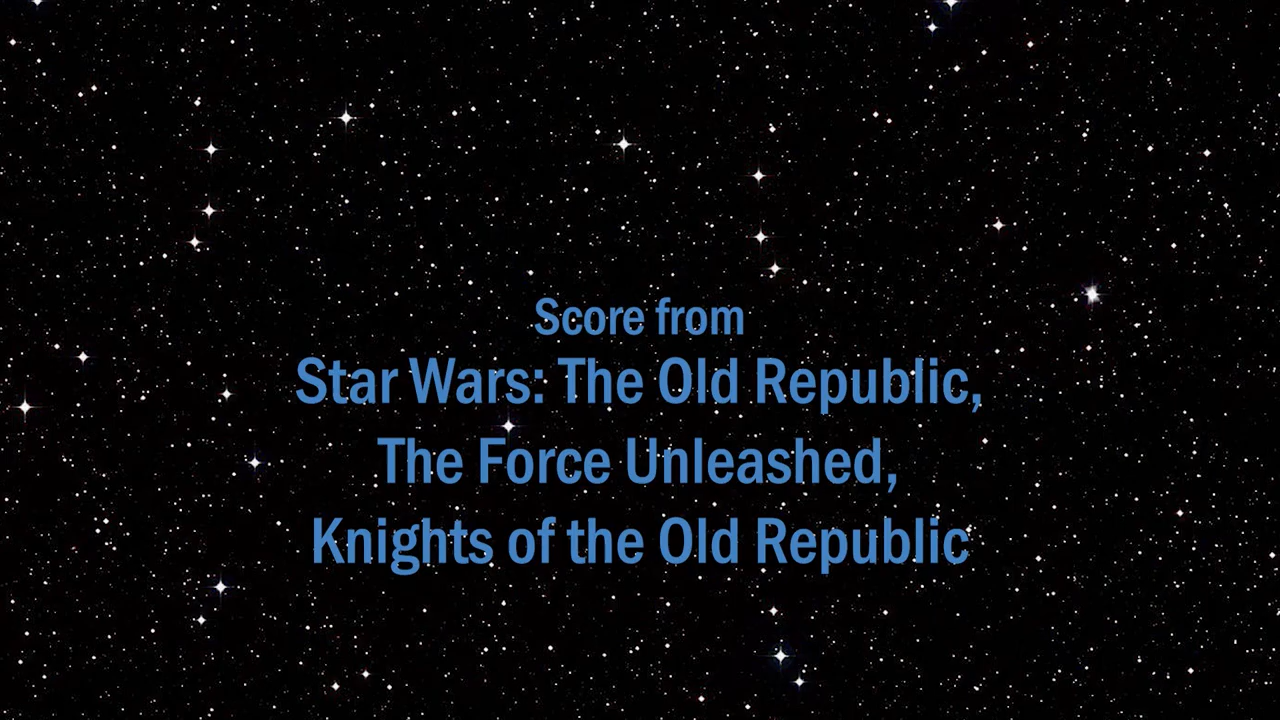 Score from
Star Wars: The Old Republic,
The Force Unleashed,
Knights of the Old Republic